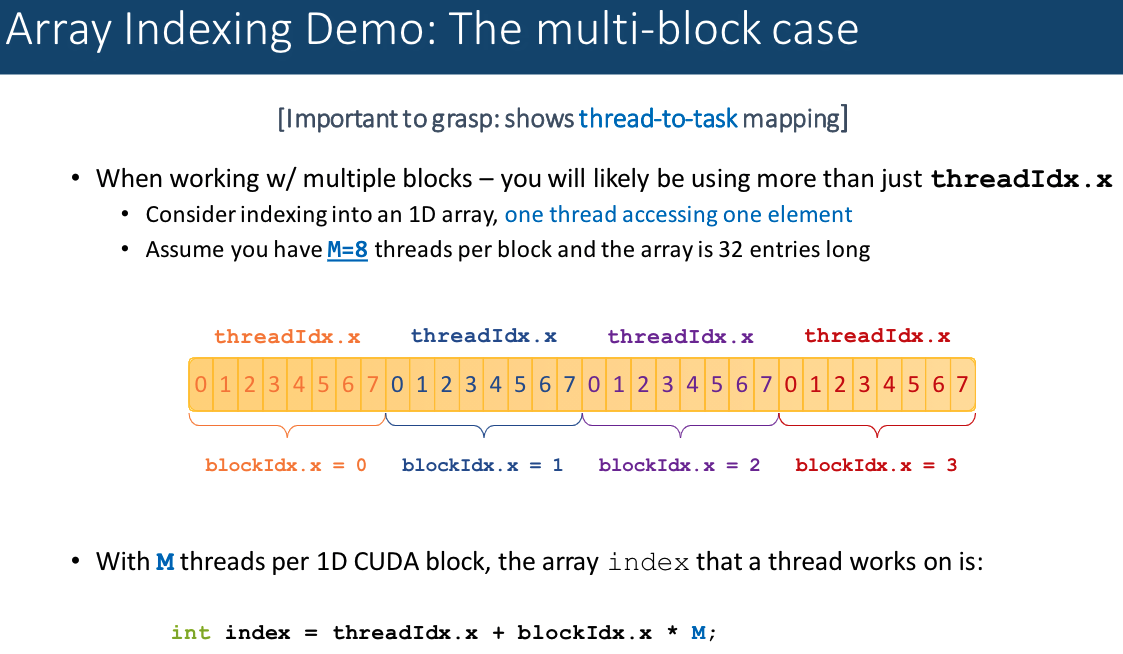 Array Indexing Demo: The multi-block case
[Important to grasp: shows thread-to-task mapping]
• When working w/ multiple blocks – you will likely be using more than just threadIdx.x
• Consider indexing into an 1D array, one thread accessing one element
• Assume you have M=8 threads per block and the array is 32 entries long
threadIdx.x threadIdx.x threadIdx.x threadIdx.x
0 1 2 3 4 5 6 7 0 1 2 3 4 5 6 7 0 1 2 3 4 5 6 7 0 1 2 3 4 5 6 7
blockIdx.x = 0 blockIdx.x = 1 blockIdx.x = 2 blockIdx.x = 3
• With M threads per 1D CUDA block, the array index that a thread works on is:
int index = threadIdx.x + blockIdx.x * M;